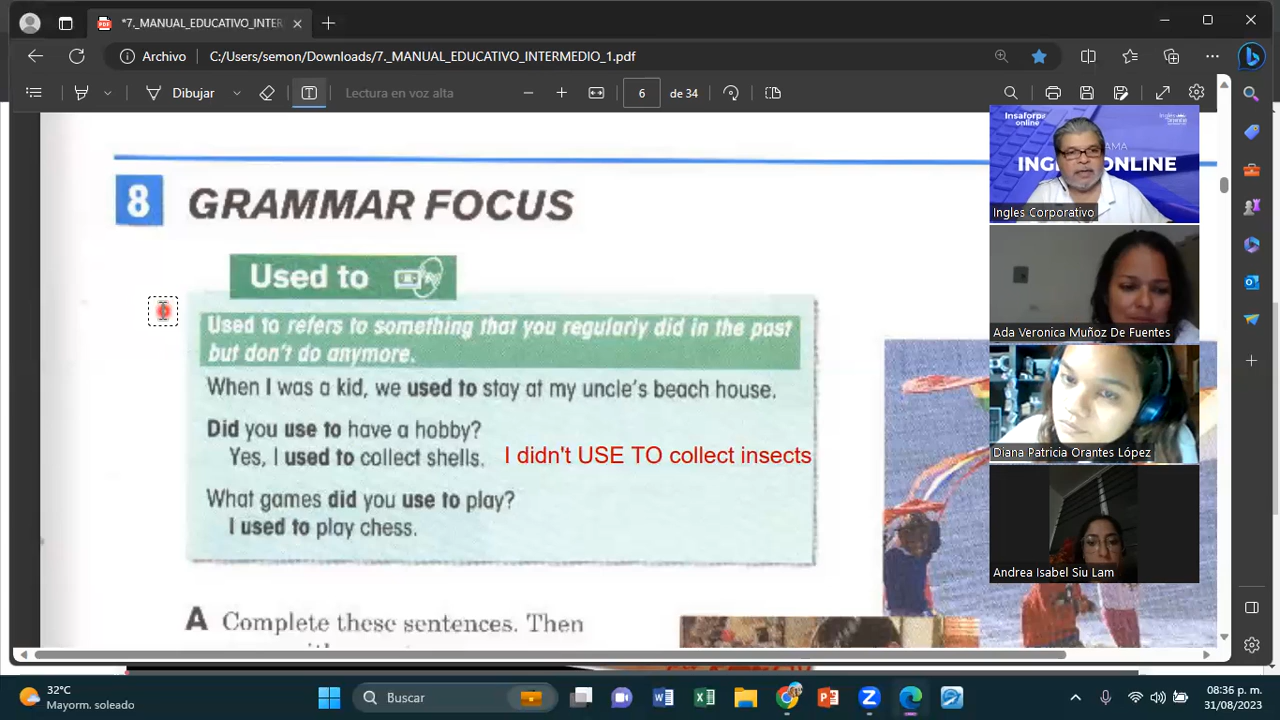 *7._MANUAL_EDUCATIVO_INTER
Archivo C:/Users/semon/Downloads/7._MANUAL_EDUCATIVO_INTERMEDIO_1.pdf
Dibujar Lectura en voz alta 6 de 34
8 GRAMMAR FOCUS
Used to
Used to refers to something that you regularly did in the past
but don't do anymore.
When I was a kid, we used to stay at my uncle's beach house.
Did you use to have a hobby?
Yes, I used to collect shells. I didn't USE TO collect insects
What games did you use to play?
I used to play chess.
A Complete these sentences. Then
Insaforp
online
INGL ONLINE
Ingles Corporativo
Ada Veronica Muñoz De Fuentes
Diana Patricia Orantes López
Andrea Isabel Siu Lam
32°C
Mayorm. soleado
Buscar
08:36 p. m.
31/08/2023